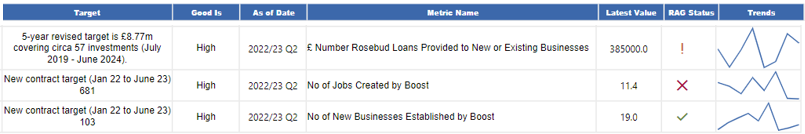 Target Good Is As of Date Metric Name Latest Value RAG Status Trends
5-year revised target is £8.77m
covering circa 57 investments (July
2019 - June 2024).
High 2022/23 Q2 £ Number Rosebud Loans Provided to New or Existing Businesses 385000.0 !
New contract target (Jan 22 to June 23)
681
High 2022/23 Q2 No of Jobs Created by Boost 11.4
New contract target (Jan 22 to June 23)
103
High 2022/23 Q2 No of New Businesses Established by Boost 19.0